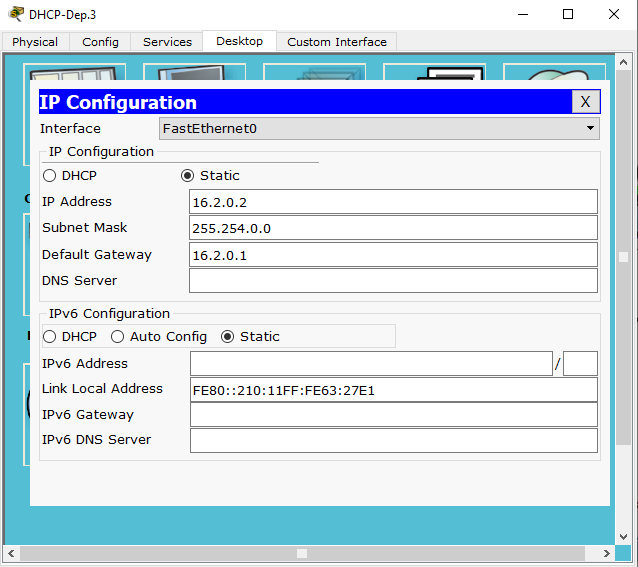 DHCP-Dep.3
Physical Config Services Desktop Custom Interface
IP Configuration X
Interface FastEthernet0
IP Configuration
DHCP Static
IP Address 16.2.0.2
Subnet Mask 255.254.0.0
Default Gateway 16.2.0.1
DNS Server
IPv6 Configuration
DHCP Auto Config Static
IPv6 Address /
Link Local Address FE80::210:11FF:FE63:27E1
IPv6 Gateway
IPv6 DNS Server